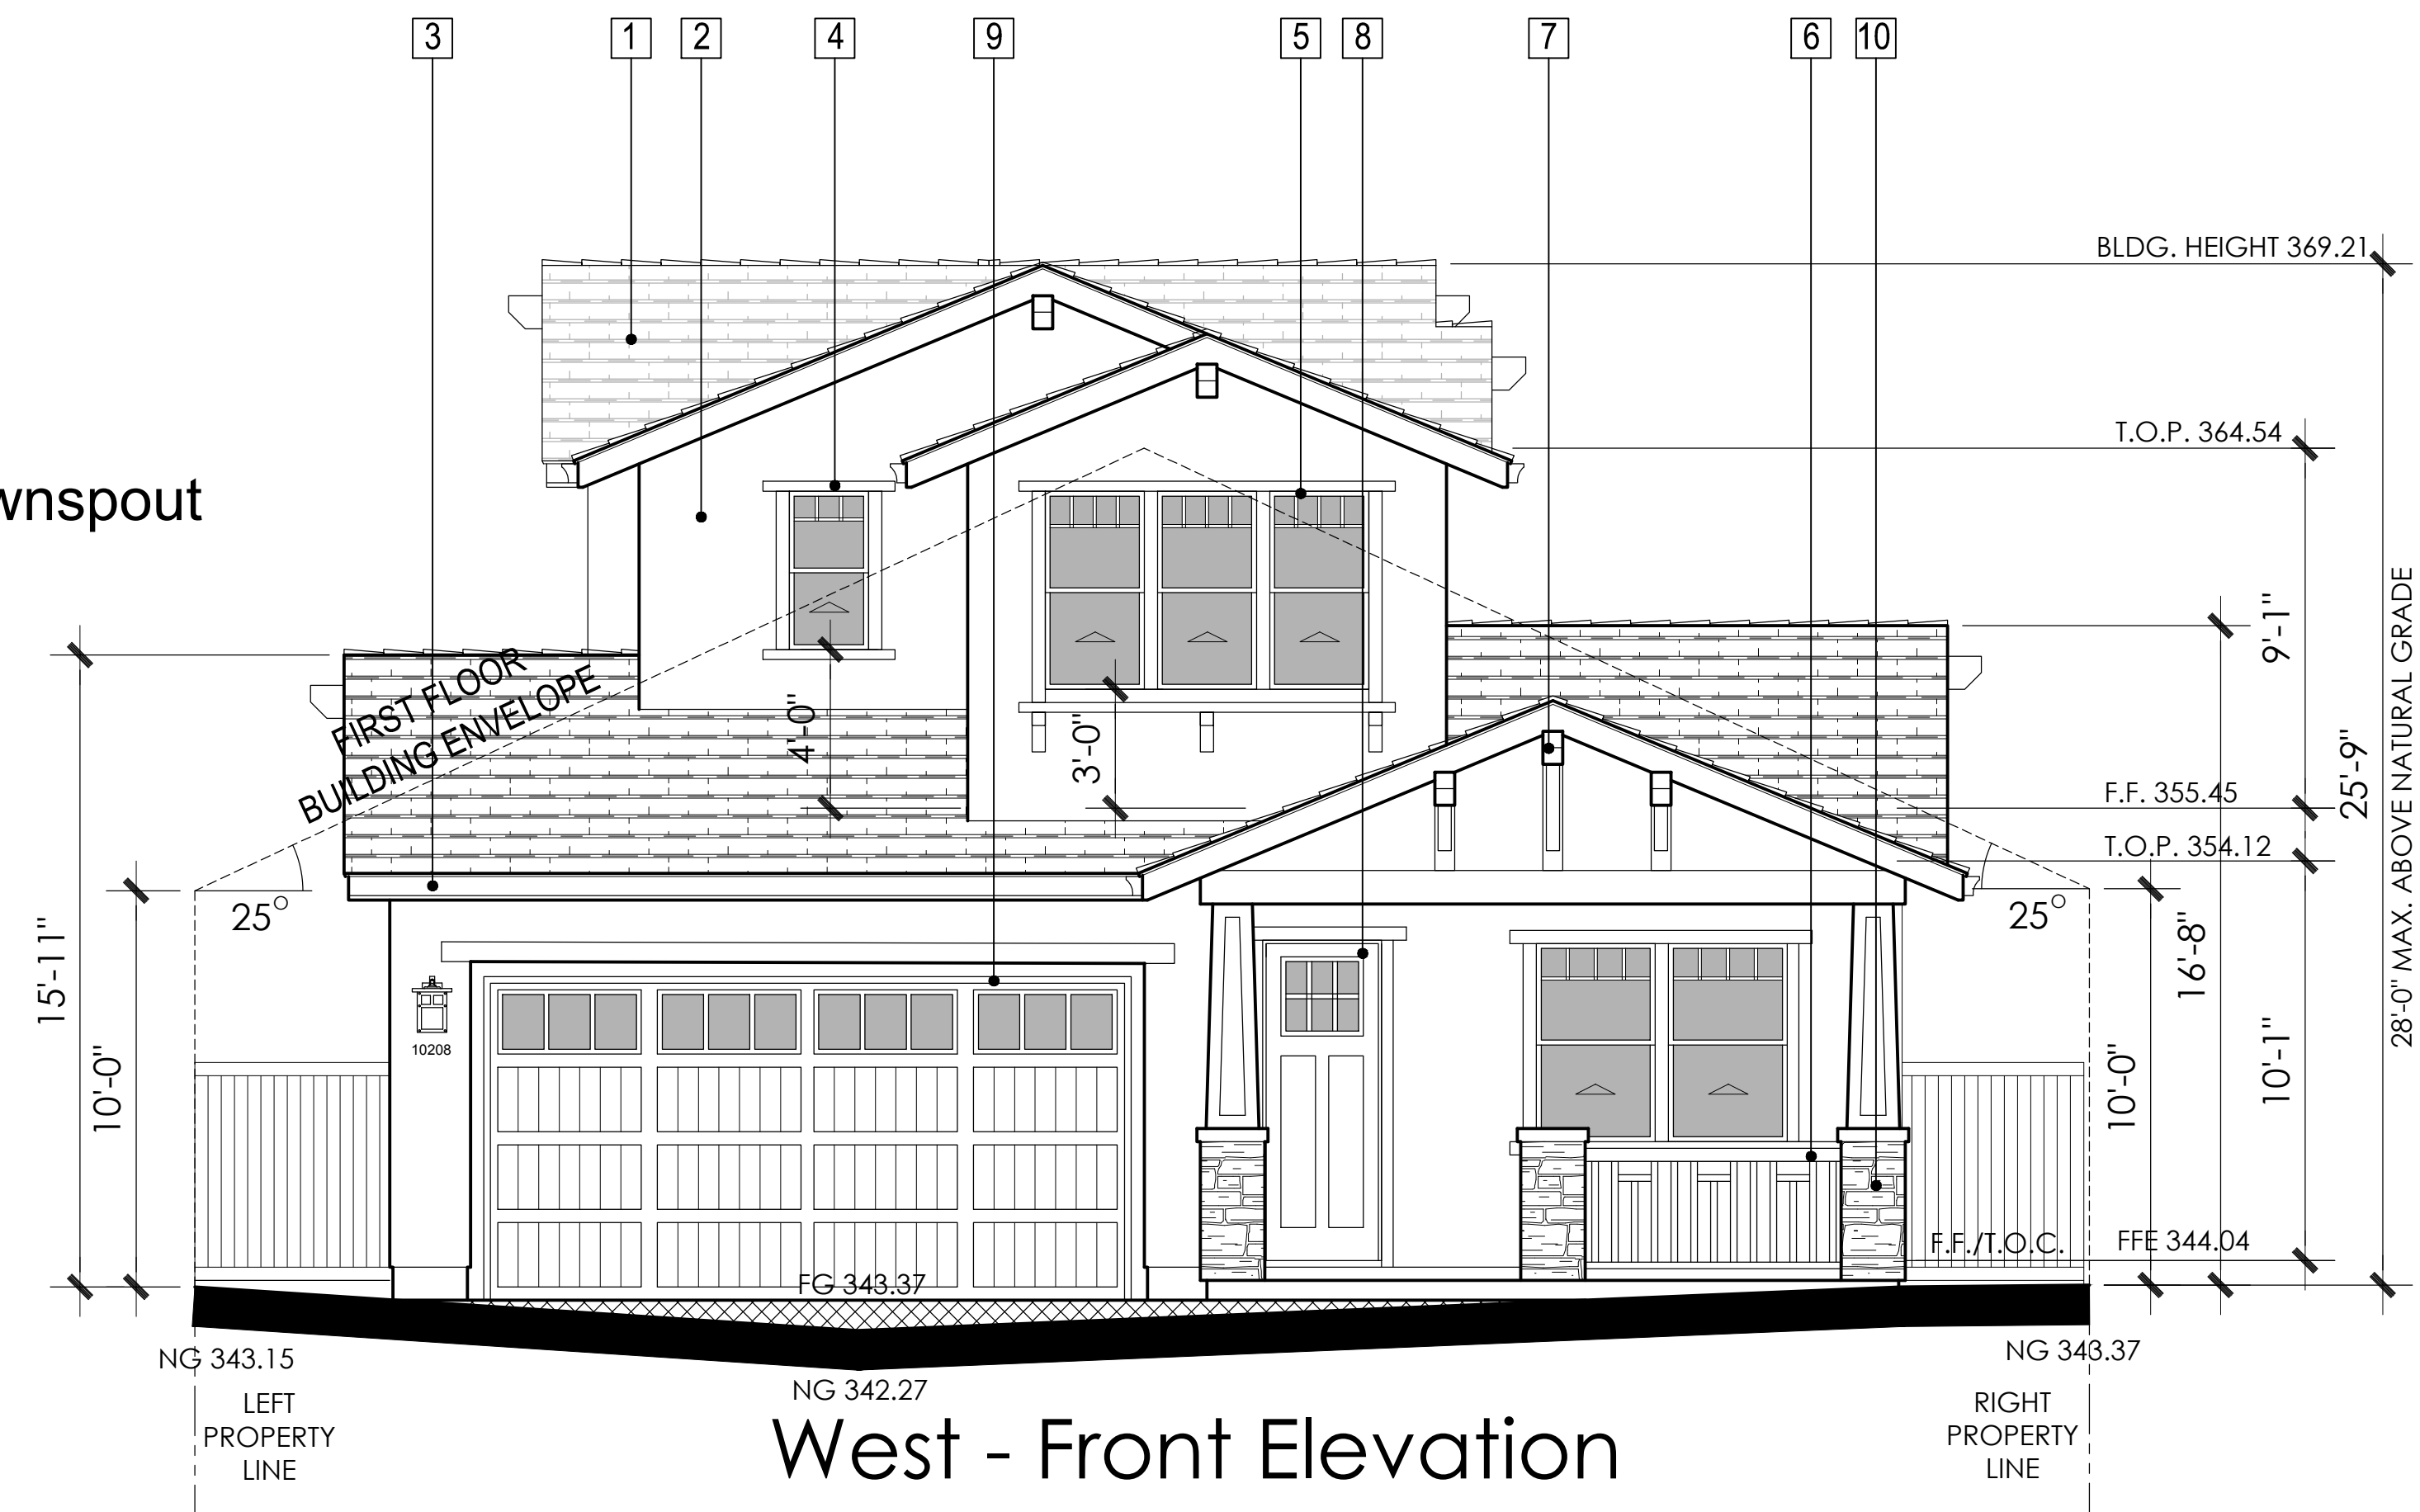 3
1
2
4
9
5
8
7
6
10
BLDG. HEIGHT 369.21
T.O.P. 364.54
wnspout
9'-1"
28'-0" MAX. ABOVE NATURAL GRADE
25'-9"
FIRST FLOOR
BUILDING ENVELOPE
4'-0"
3'-0"
F.F. 355.45
T.O.P. 354.12
25°
25°
15'-11"
10'-0"
16'-8"
10'-0"
10'-1"
10208
F.F./T.O.C.
FFE 344.04
FG 343.37
NG 343.15
NG 342.27
NG 343.37
LEFT
PROPERTY
LINE
RIGHT
PROPERTY
LINE
West - Front Elevation